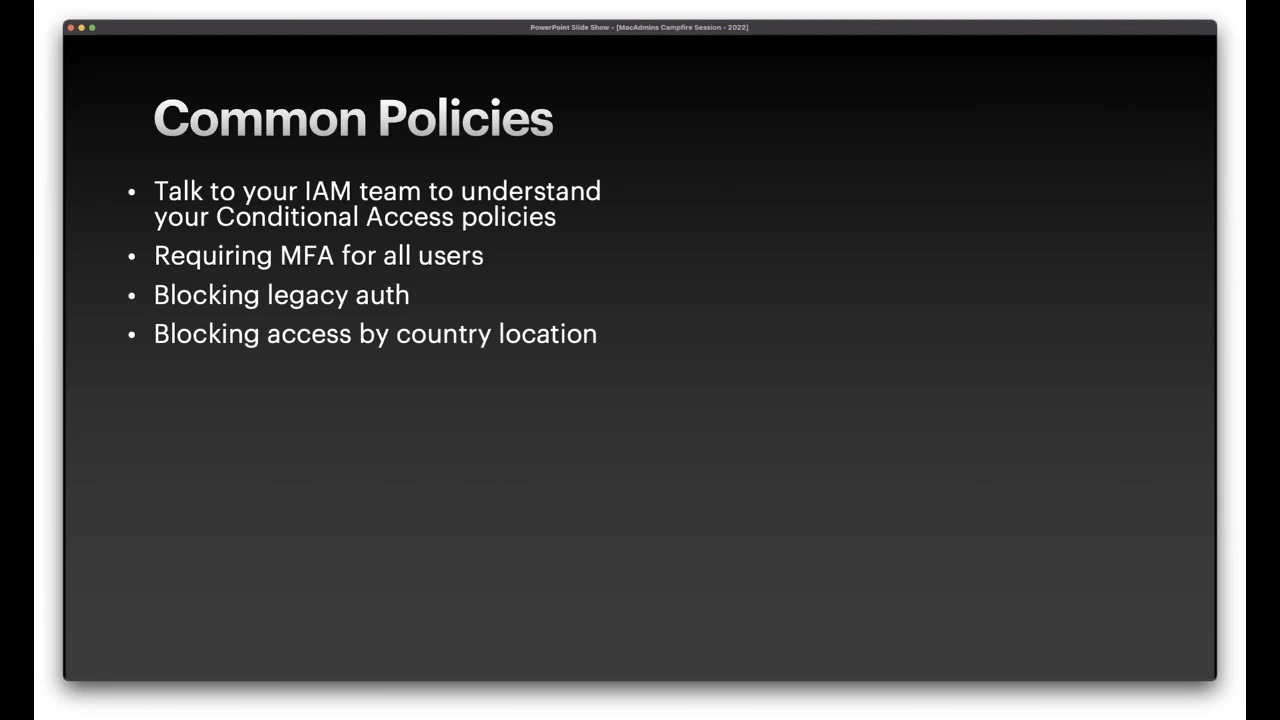 PowerPoint Slide Show - [MacAdmins Campfire Session - 2022]
Common Policies
• Talk to your IAM team to understand
your Conditional Access policies
• Requiring MFA for all users
• Blocking legacy auth
• Blocking access by country location